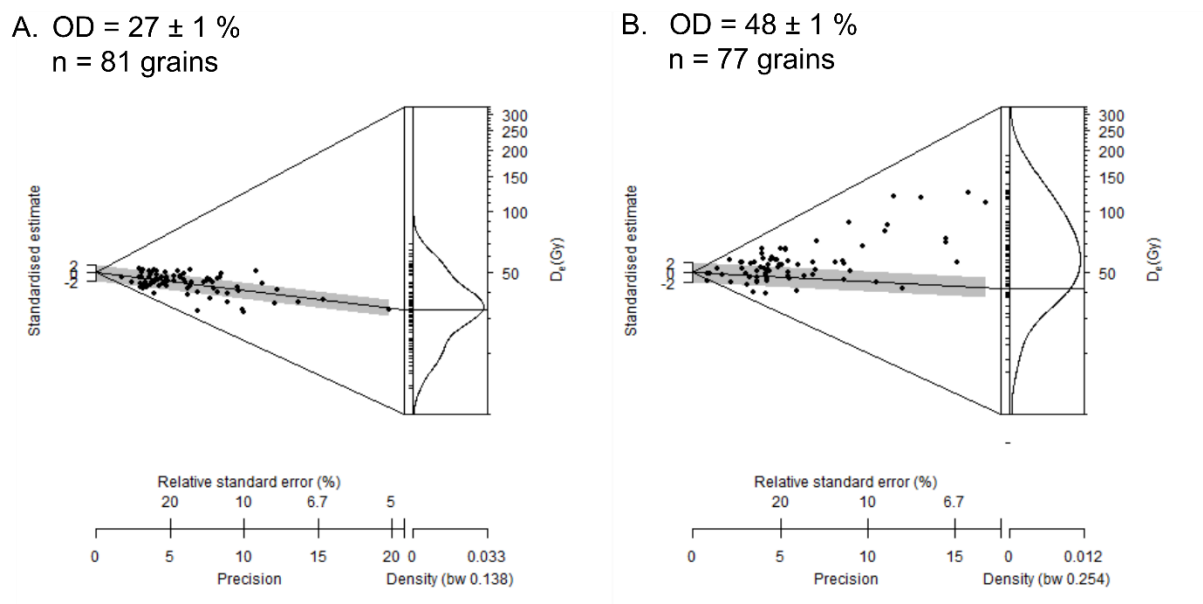 A. OD = 27 ± 1 %
n = 81 grains
Standardised estimate
2
0
-2
300
250
200
150
100
50
De(Gy)
Relative standard error (%)
20 10 6.7 5
0 5 10 15 20 0 0.033
Precision Density (bw 0.138)
B. OD = 48 ± 1 %
n = 77 grains
Standardised estimate
2
0
-2
300
250
200
150
100
50
De(Gy)
Relative standard error (%)
20 10 6.7
0 5 10 15 0 0.012
Precision Density (bw 0.254)